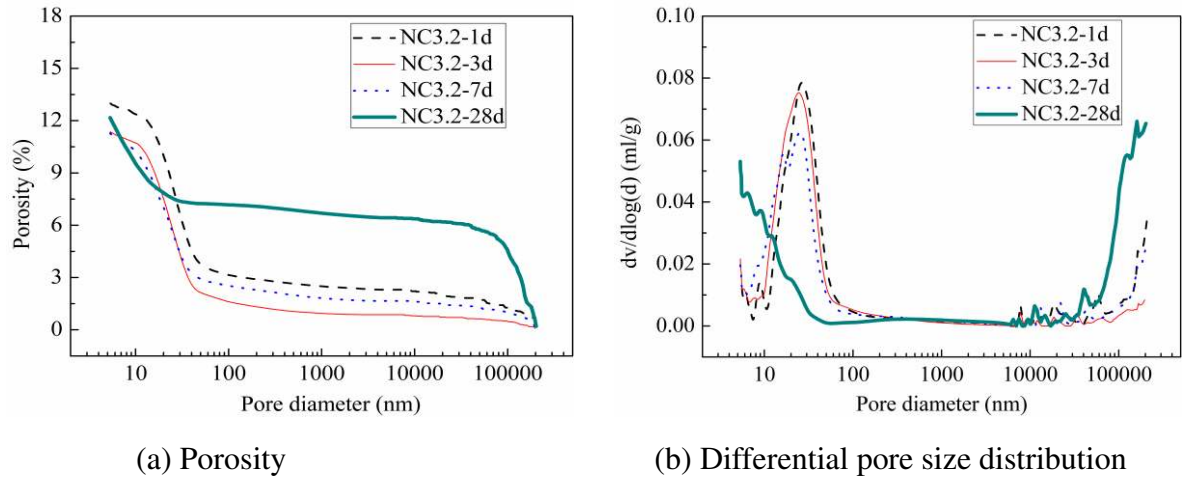 18
15
12
9
6
3
0
Porosity (%)
NC3.2-1d
NC3.2-3d
NC3.2-7d
NC3.2-28d
10 100 1000 10000 100000
Pore diameter (nm)
(a) Porosity
0.10
0.08
0.06
0.04
0.02
0.00
dv/dlog(d) (ml/g)
NC3.2-1d
NC3.2-3d
NC3.2-7d
NC3.2-28d
10 100 1000 10000 100000
Pore diameter (nm)
(b) Differential pore size distribution